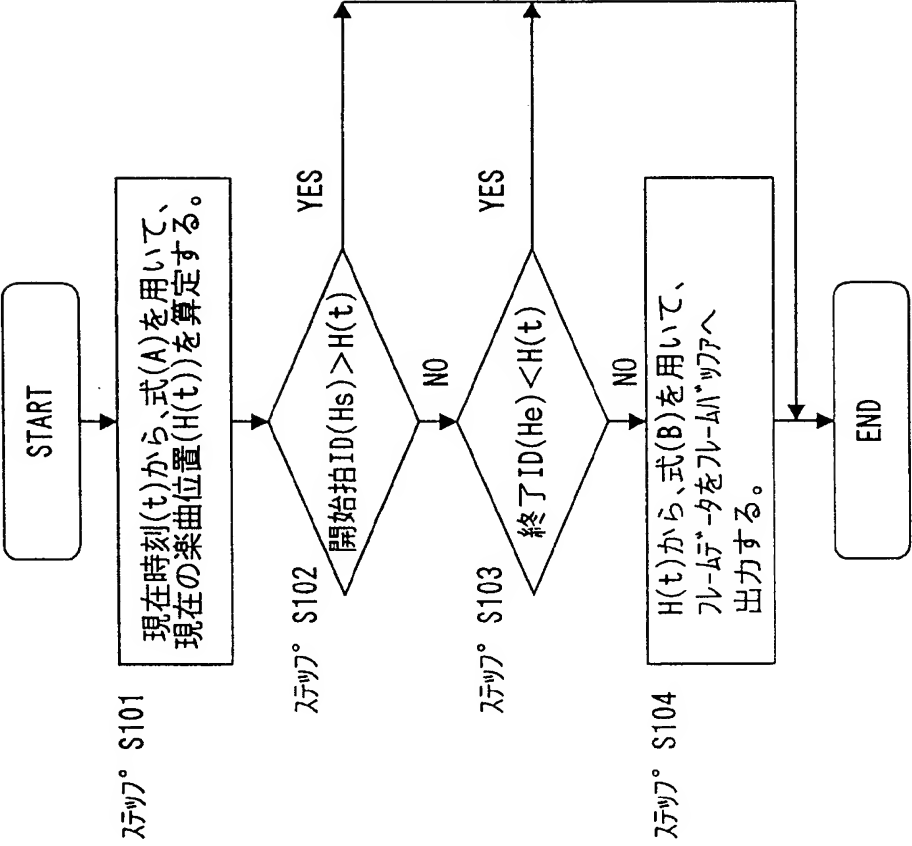 START
ステップ S101
現在時刻(t)から、式(A)を用いて、
現在の楽曲位置(H(t))を算定する。
ステップ S102
開始拍ID(Hs)>H(t)
YES
NO
ステップ S103
終了ID(He)<H(t)
YES
NO
ステップ S104
H(t)から、式(B)を用いて、
フレームデータをフレームバッファへ
出力する。
END